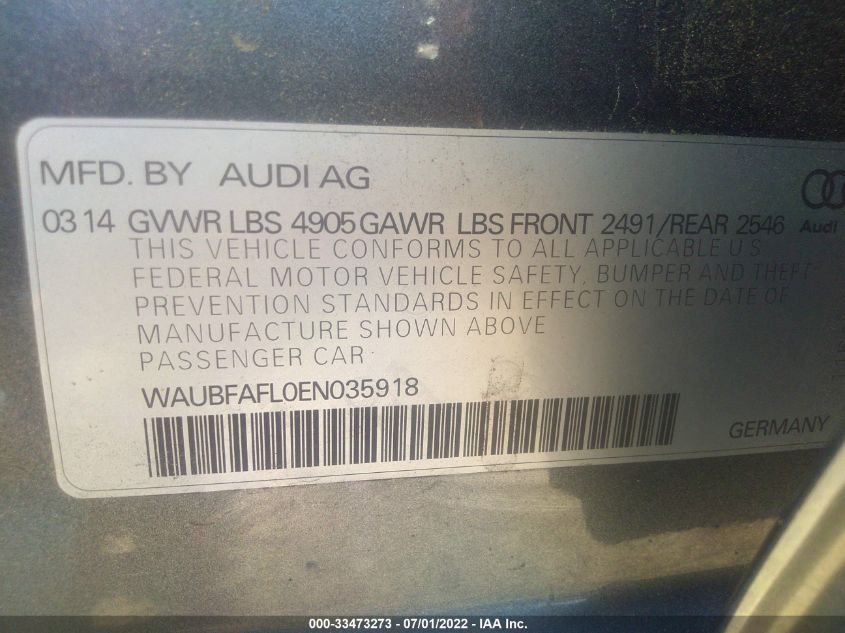 MFD. BY AUDI AG
0314 GVWR LBS 4905 GAWR LBS FRONT 2491/REAR 2546
Audi
THIS VEHICLE CONFORMS TO ALL APPLICABLE U S
FEDERAL MOTOR VEHICLE SAFETY, BUMPER AND THEFT
PREVENTION STANDARDS IN EFFECT ON THE DATE OF
MANUFACTURE SHOWN ABOVE
PASSENGER CAR
WAUBFAFL0EN035918
GERMANY
000-33473273 - 07/01/2022 - IAA Inc.